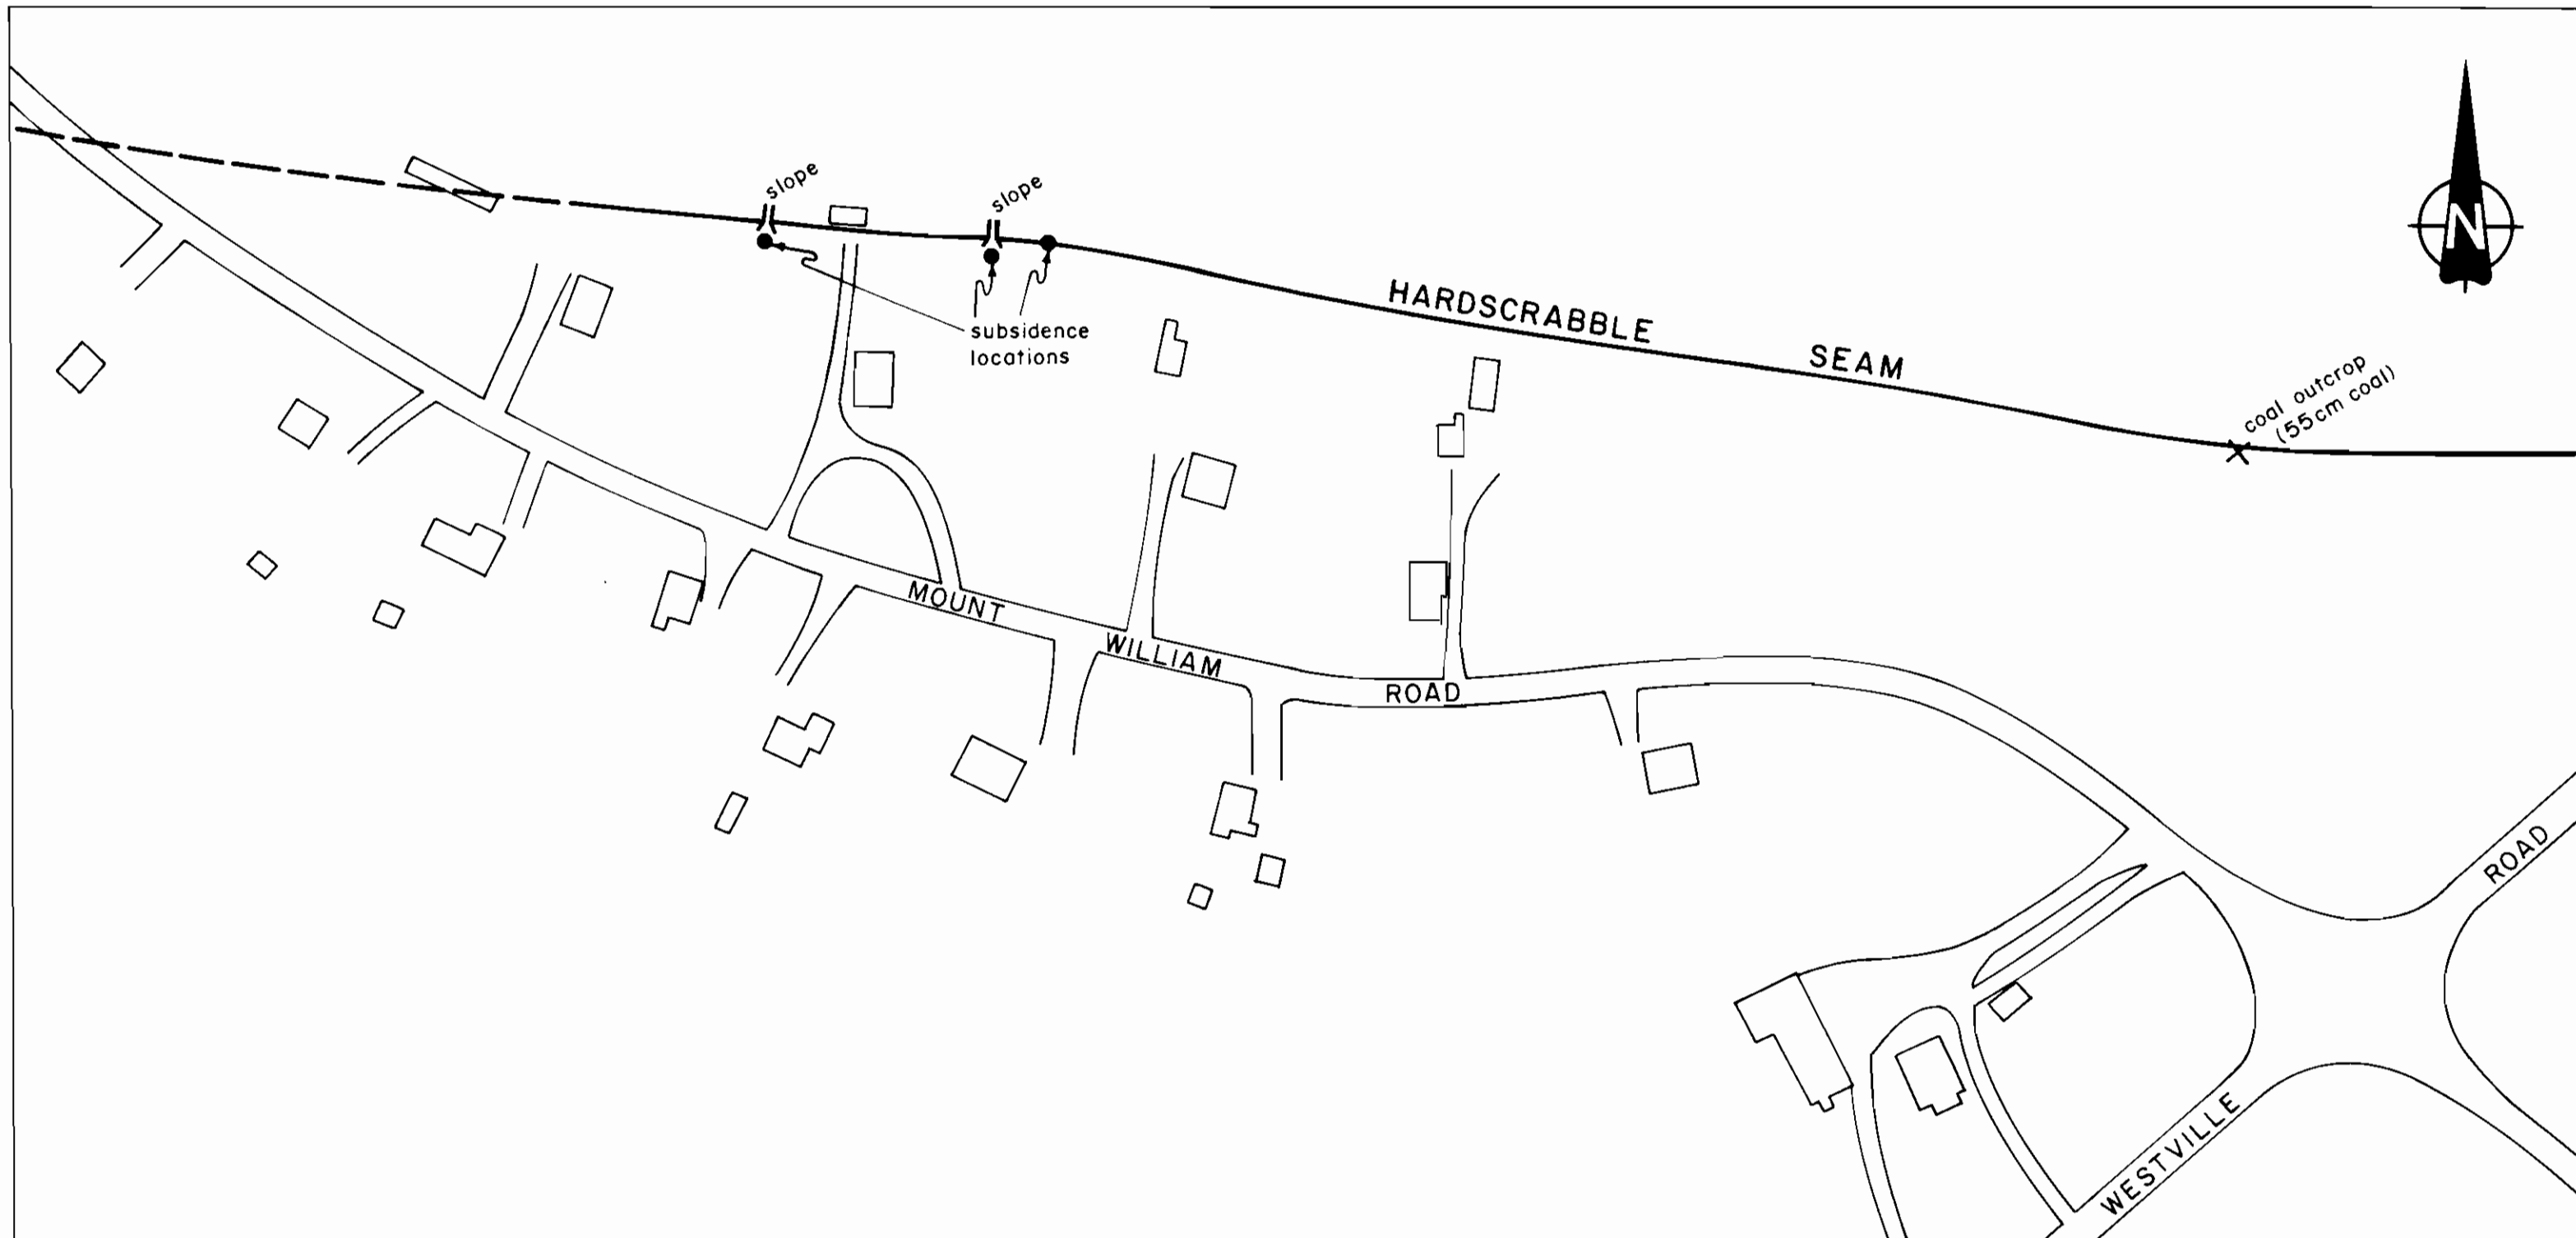 slope
slope
N
HARDSCRABBLE SEAM
subsidence
locations
coal outcrop
(55cm coal)
MOUNT WILLIAM ROAD
ROAD
WESTVILLE